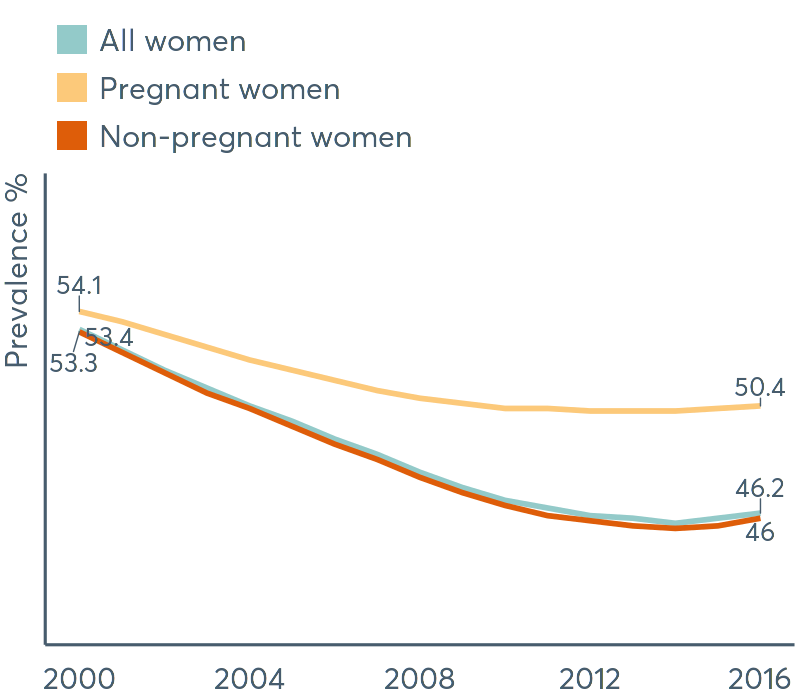 All women
Pregnant women
Non-pregnant women
Prevalence %
54.1
53.4
53.3
50.4
46.2
46
2000 2004 2008 2012 2016